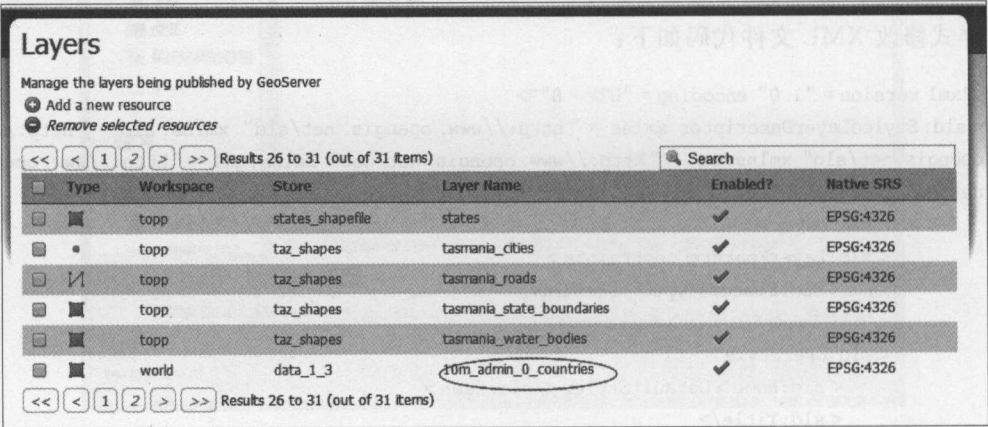 Layers
Manage the layers being published by GeoServer
Add a new resource
Remove selected resources
<< < 1 2 > >> Results 26 to 31 (out of 31 items) Search
Type Workspace Store Layer Name Enabled? Native SRS
topp states_shapefile states EPSG:4326
topp taz_shapes tasmania_cities EPSG:4326
topp taz_shapes tasmania_roads EPSG:4326
topp taz_shapes tasmania_state_boundaries EPSG:4326
topp taz_shapes tasmania_water_bodies EPSG:4326
world data_1_3 10m_admin_0_countries EPSG:4326
<< < 1 2 > >> Results 26 to 31 (out of 31 items)